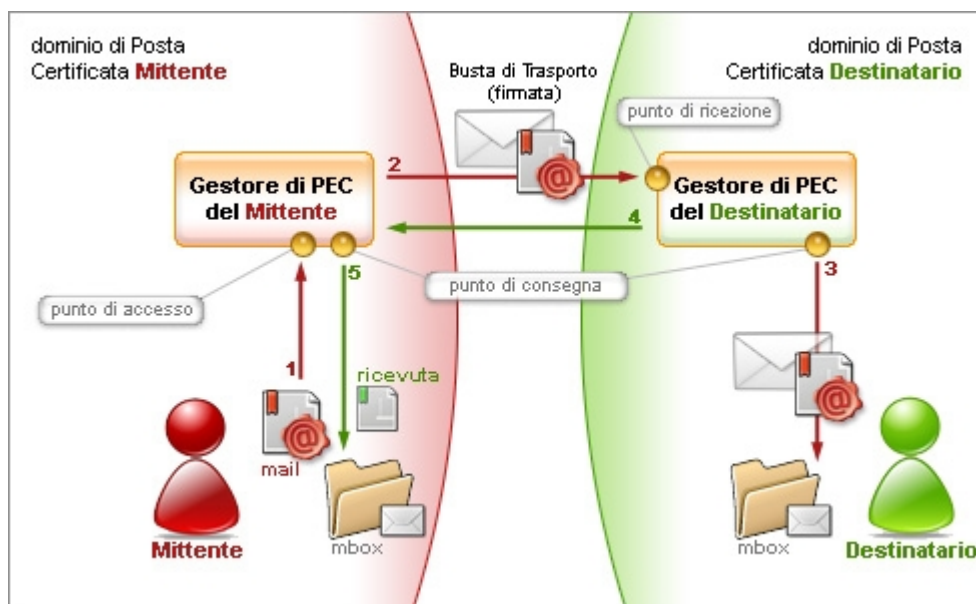 dominio di Posta
Certificata Mittente
dominio di Posta
Certificata Destinatario
Busta di Trasporto
(firmata)
punto di ricezione
2
Gestore di PEC
del Mittente
Gestore di PEC
del Destinatario
4
5
3
punto di consegna
punto di accesso
1
ricevuta
@
@
@
mail
mbox
mbox
Mittente
Destinatario